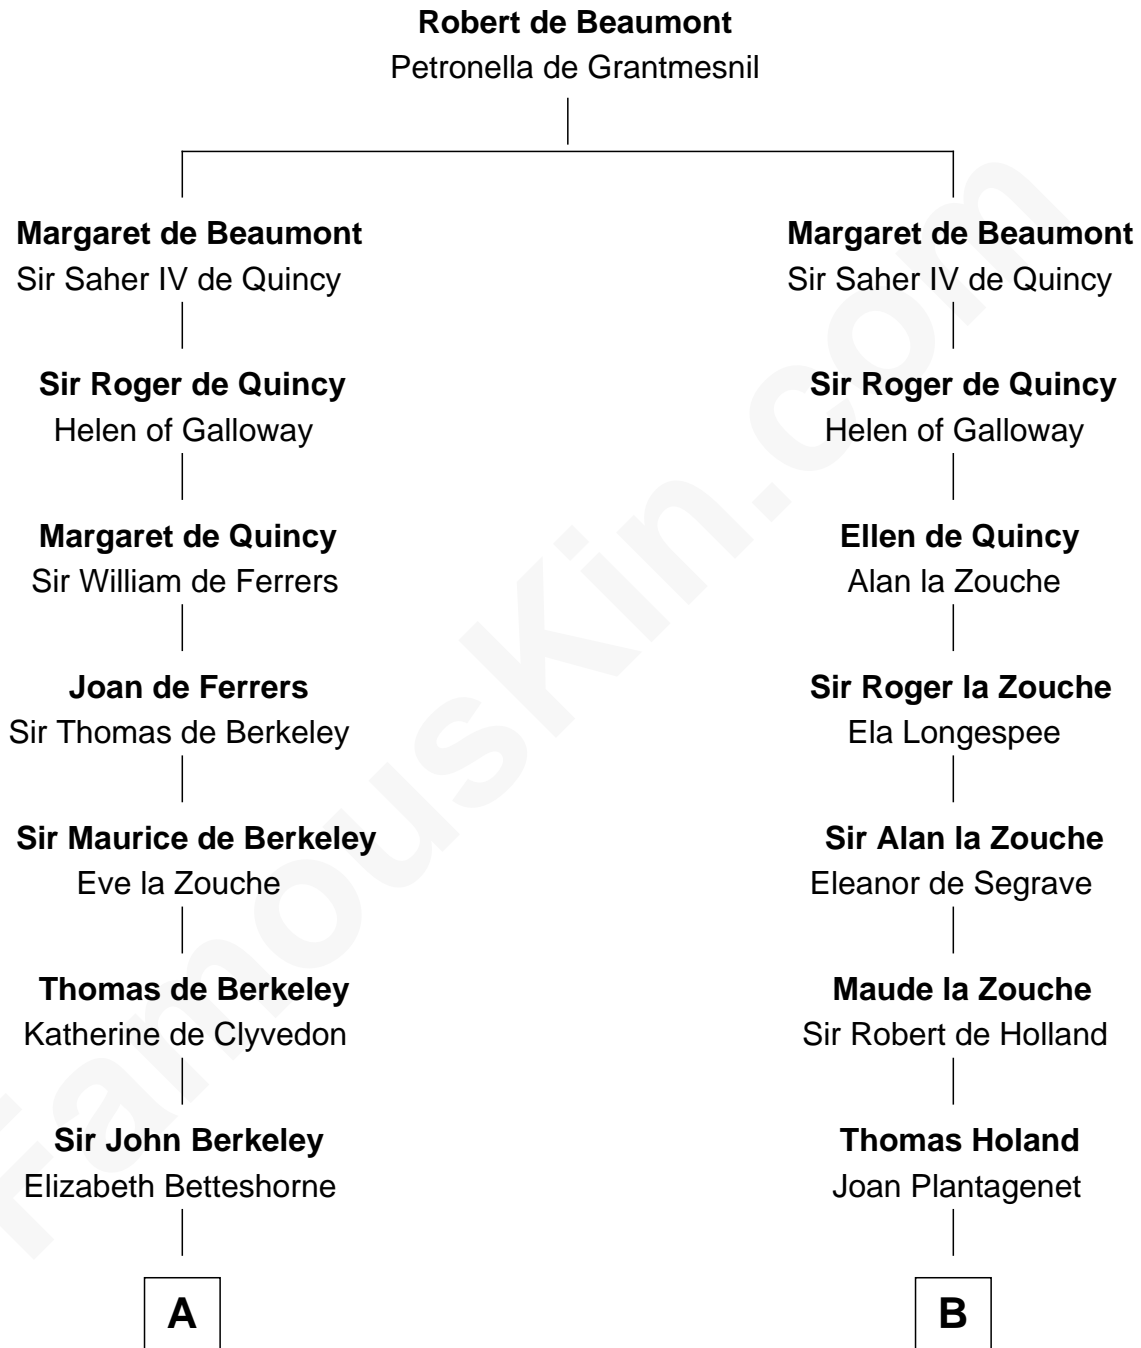 Robert de Beaumont
Petronella de Grantmesnil
Margaret de Beaumont
Sir Saher IV de Quincy
Sir Roger de Quincy
Helen of Galloway
Margaret de Quincy
Sir William de Ferrers
Joan de Ferrers
Sir Thomas de Berkeley
Sir Maurice de Berkeley
Eve la Zouche
Thomas de Berkeley
Katherine de Clyvedon
Sir John Berkeley
Elizabeth Betteshorne
A
Margaret de Beaumont
Sir Saher IV de Quincy
Sir Roger de Quincy
Helen of Galloway
Ellen de Quincy
Alan la Zouche
Sir Roger la Zouche
Ela Longespee
Sir Alan la Zouche
Eleanor de Segrave
Maude la Zouche
Sir Robert de Holland
Thomas Holand
Joan Plantagenet
B
FamousKin.com